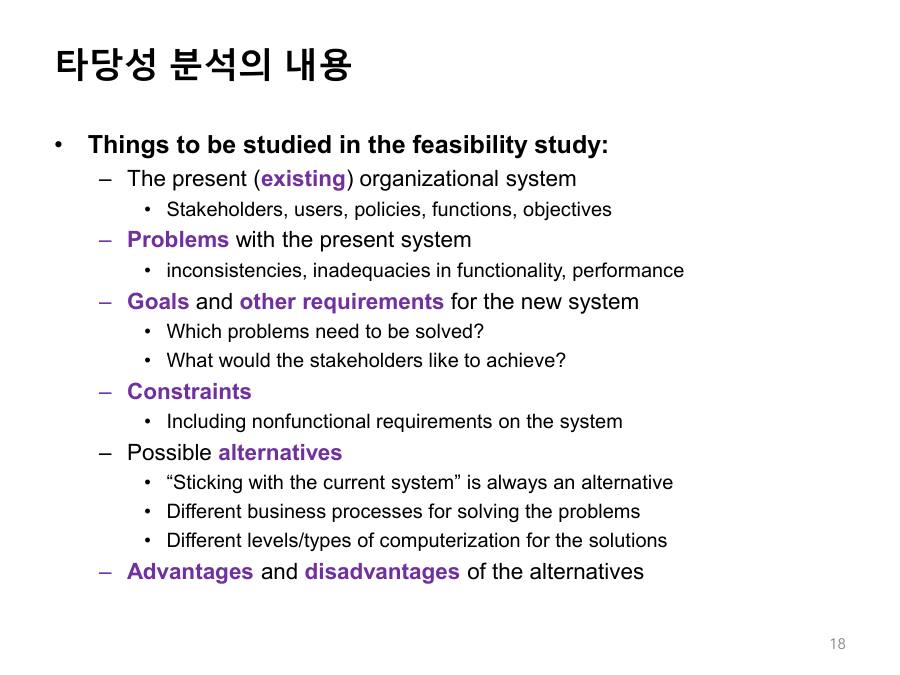 타당성 분석의 내용
• Things to be studied in the feasibility study:
– The present (existing) organizational system
• Stakeholders, users, policies, functions, objectives
– Problems with the present system
• inconsistencies, inadequacies in functionality, performance
– Goals and other requirements for the new system
• Which problems need to be solved?
• What would the stakeholders like to achieve?
– Constraints
• Including nonfunctional requirements on the system
– Possible alternatives
• “Sticking with the current system” is always an alternative
• Different business processes for solving the problems
• Different levels/types of computerization for the solutions
– Advantages and disadvantages of the alternatives
18